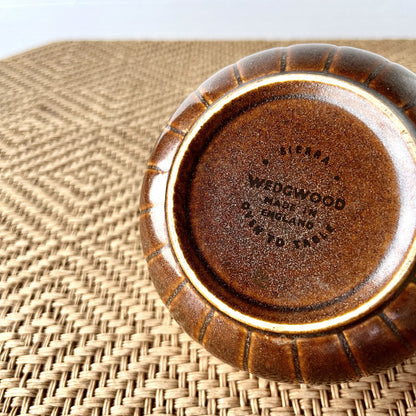 • SIERRA •
WEDGWOOD
MADE IN
ENGLAND
OVEN TO TABLE